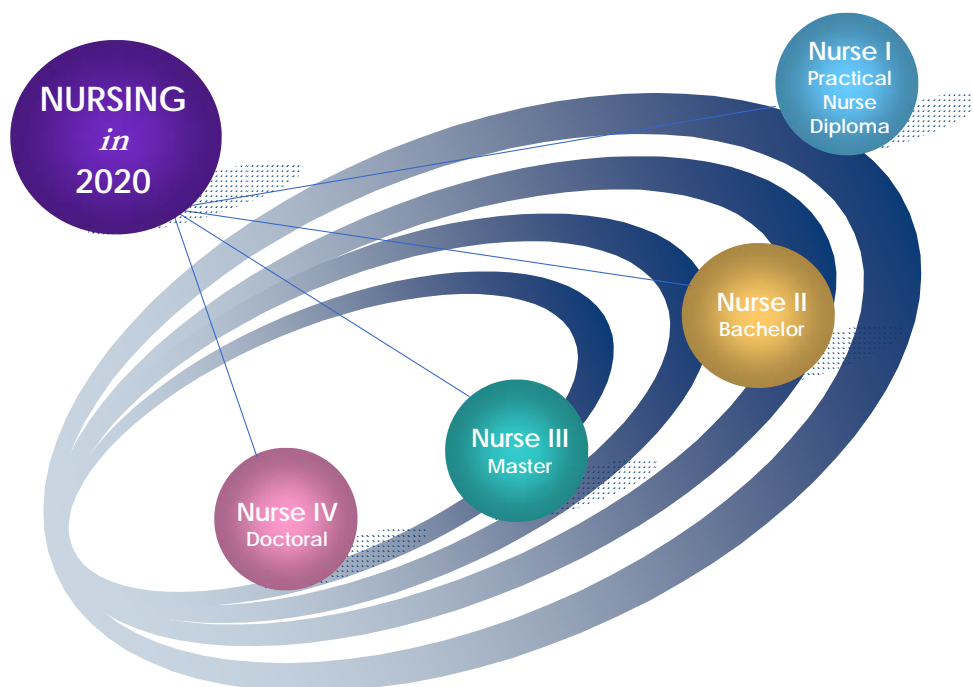 NURSING
in
2020
Nurse I
Practical
Nurse
Diploma
Nurse II
Bachelor
Nurse III
Master
Nurse IV
Doctoral